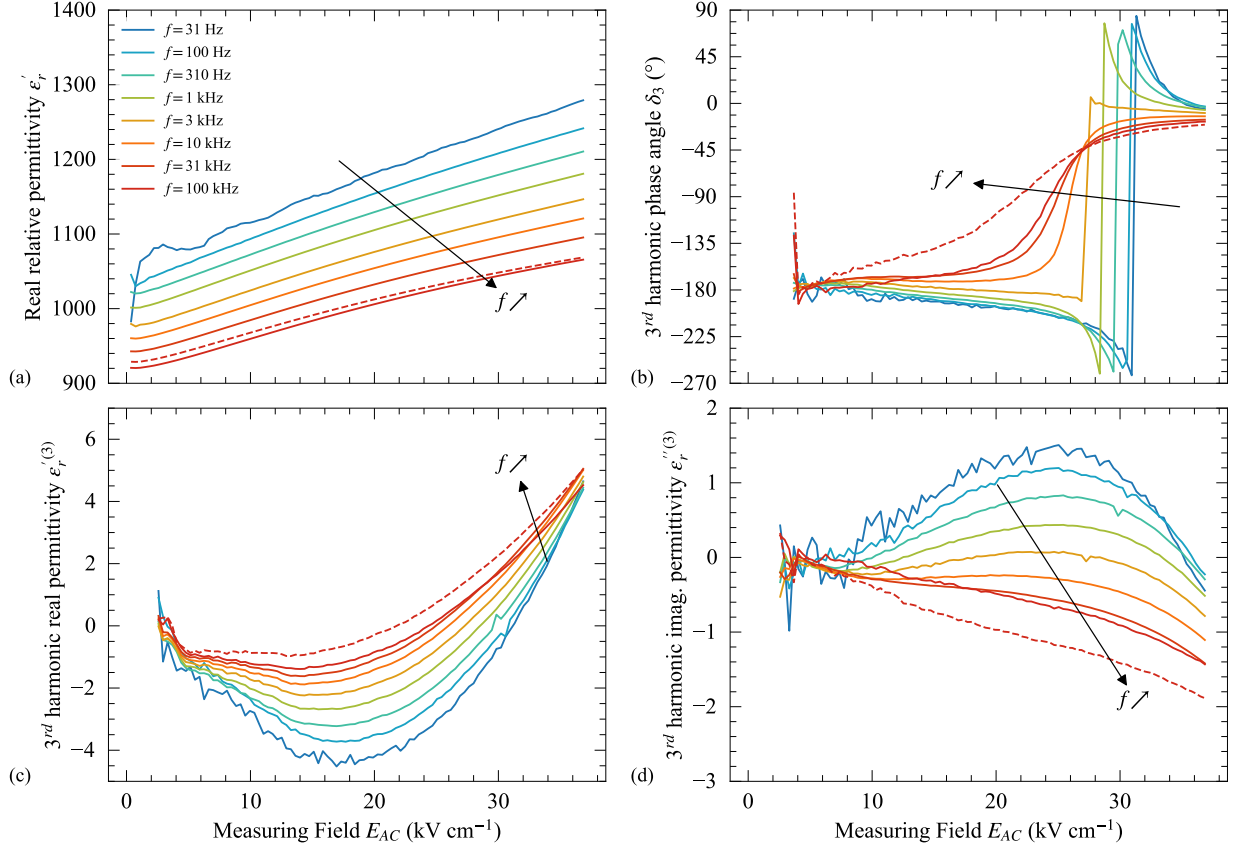 1400
1300
1200
1100
1000
900
Real relative permittivity ε′r
f = 31 Hz
f = 100 Hz
f = 310 Hz
f = 1 kHz
f = 3 kHz
f = 10 kHz
f = 31 kHz
f = 100 kHz
f↗
(a)
90
45
0
−45
−90
−135
−180
−225
−270
3rd harmonic phase angle δ3 (°)
f↗
(b)
6
4
2
0
−2
−4
3rd harmonic real permittivity ε′r(3)
f↗
(c)
0
10
20
30
Measuring Field EAC (kV cm−1)
2
1
0
−1
−2
−3
3rd harmonic imag. permittivity ε″r(3)
f↗
(d)
0
10
20
30
Measuring Field EAC (kV cm−1)